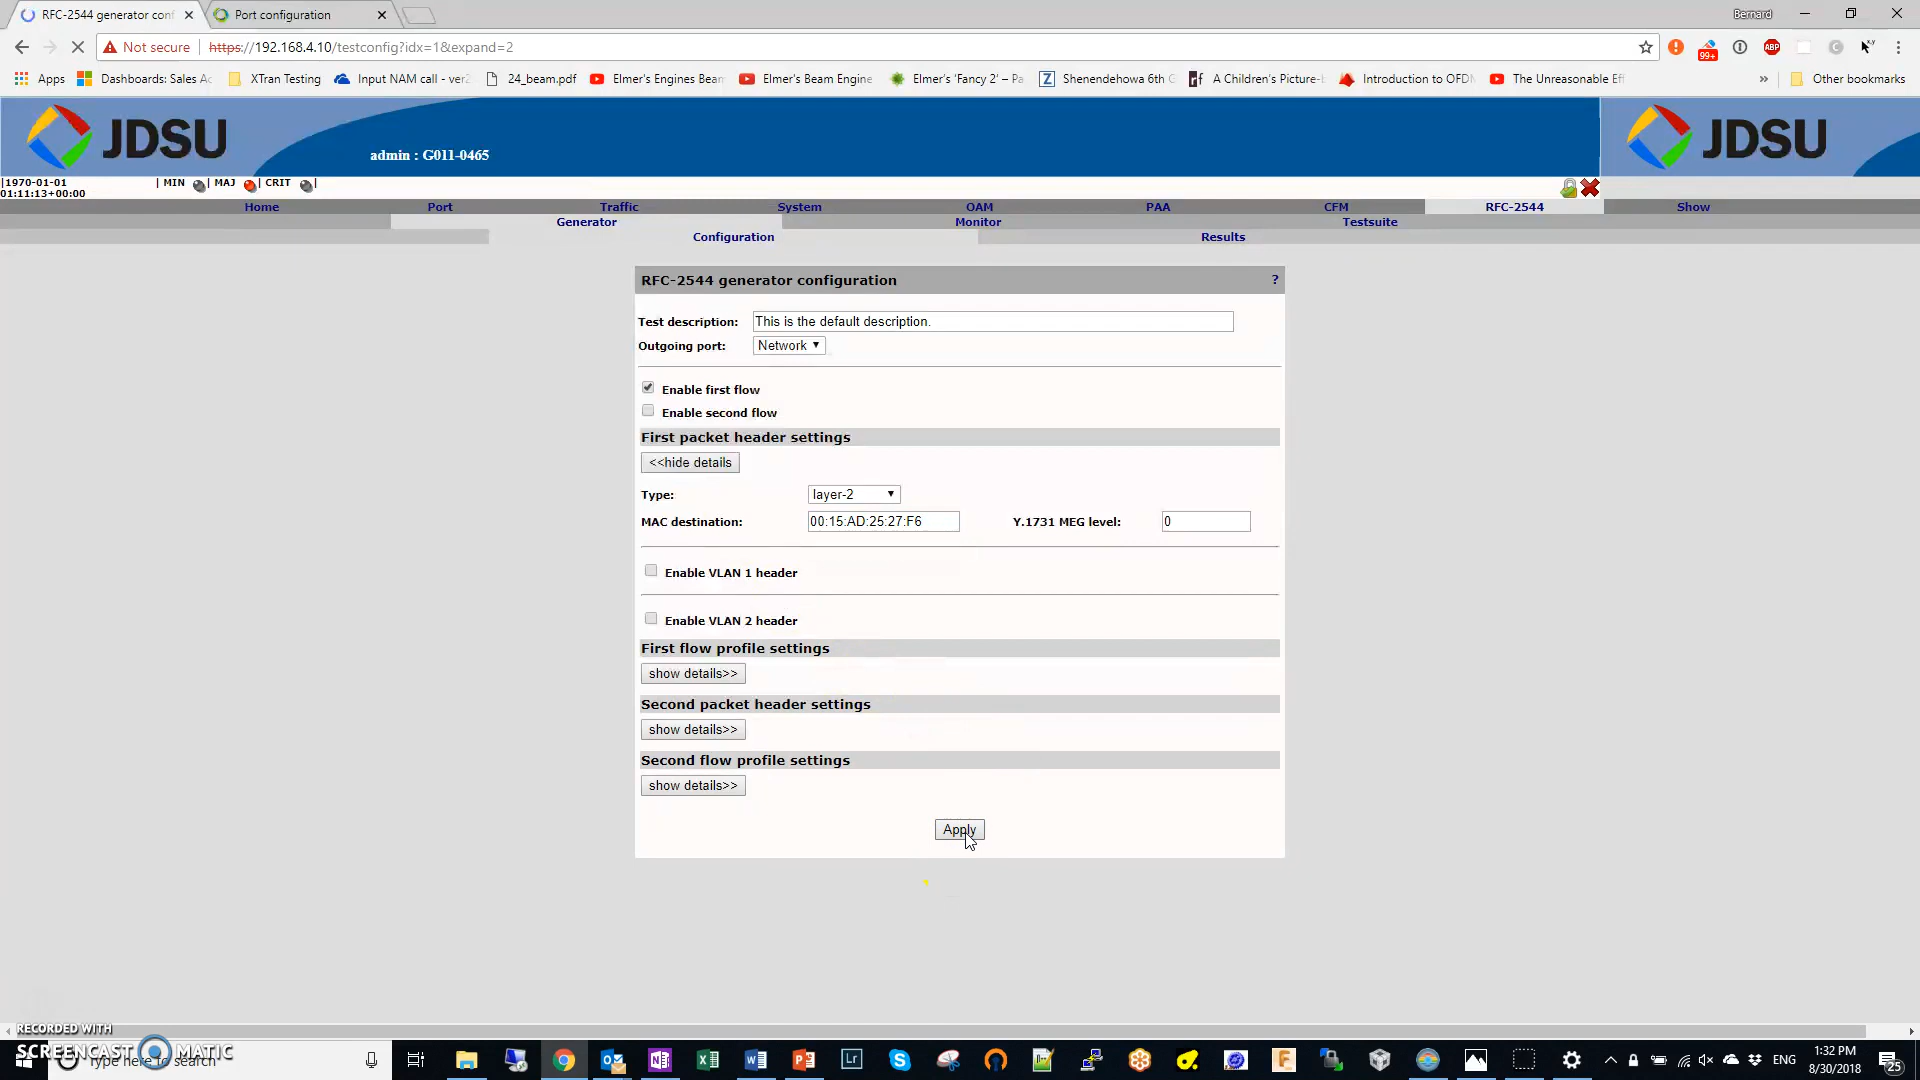 RFC-2544 generator conf
Port configuration
Bernard
Not secure
https://192.168.4.10/testconfig?idx=1&expand=2
ABP
99+
Apps
Dashboards: Sales Ac
XTran Testing
Input NAM call - ver2
24_beam.pdf
Elmer's Engines Bean
Elmer's Beam Engine
Elmer's 'Fancy 2' – Pa
Shenendehowa 6th G
A Children's Picture-b
Introduction to OFDM
The Unreasonable Eff
»
Other bookmarks
JDSU
admin : G011-0465
JDSU
|1970-01-01
01:11:13+00:00
| MIN | MAJ | CRIT |
Home Port Traffic System OAM PAA CFM RFC-2544 Show
Generator Monitor Testsuite
Configuration Results
RFC-2544 generator configuration ?
Test description: This is the default description.
Outgoing port: Network
Enable first flow
Enable second flow
First packet header settings
<<hide details
Type: layer-2
MAC destination: 00:15:AD:25:27:F6 Y.1731 MEG level: 0
Enable VLAN 1 header
Enable VLAN 2 header
First flow profile settings
show details>>
Second packet header settings
show details>>
Second flow profile settings
show details>>
Apply
RECORDED WITH
SCREENCAST MATIC
Type here to search
Lr
ENG
1:32 PM
8/30/2018
25